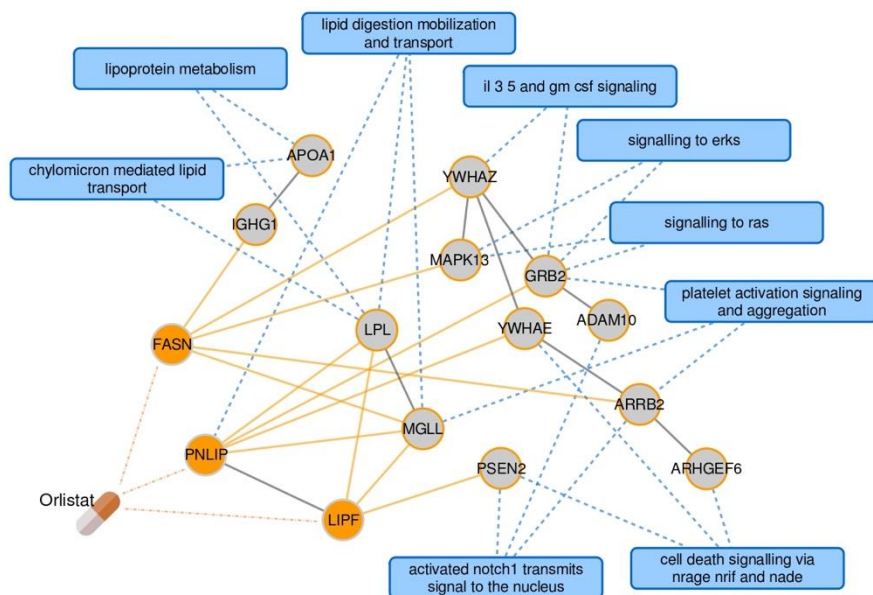 lipid digestion mobilization
and transport
lipoprotein metabolism
il 3 5 and gm csf signaling
signalling to erks
APOA1
chylomicron mediated lipid
transport
YWHAZ
IGHG1
signalling to ras
MAPK13
GRB2
platelet activation signaling
and aggregation
ADAM10
LPL
YWHAE
FASN
ARRB2
MGLL
PNLIP
PSEN2
ARHGEF6
Orlistat
LIPF
activated notch1 transmits
signal to the nucleus
cell death signalling via
nrage nrif and nade